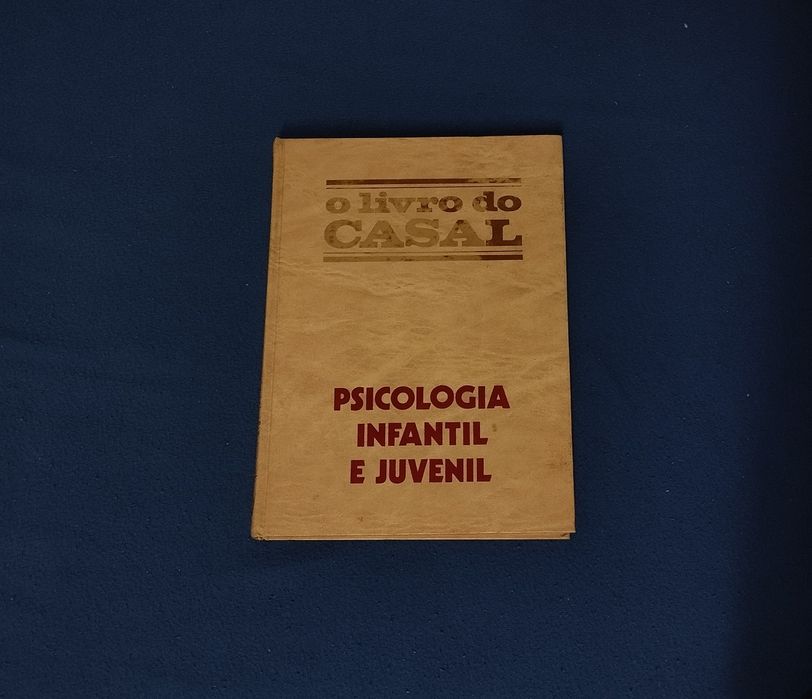 o livro do
CASAL
PSICOLOGIA
INFANTIL
E JUVENIL